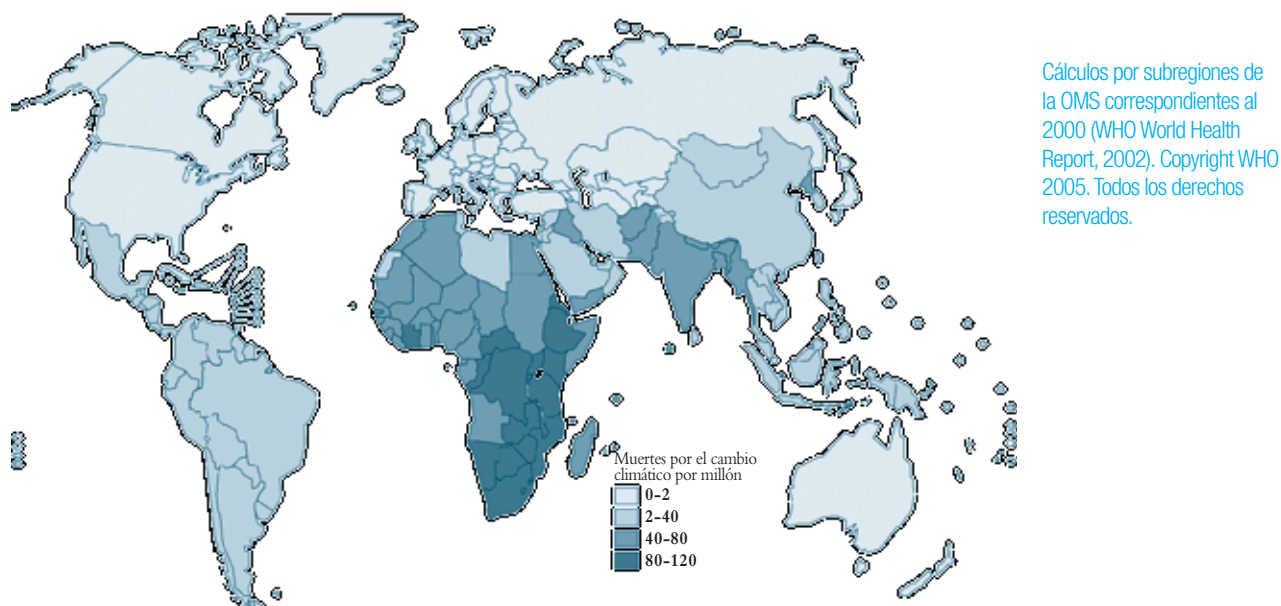 Cálculos por subregiones de
la OMS correspondientes al
2000 (WHO World Health
Report, 2002). Copyright WHO
2005. Todos los derechos
reservados.
Muertes por el cambio
climático por millón
0-2
2-40
40-80
80-120